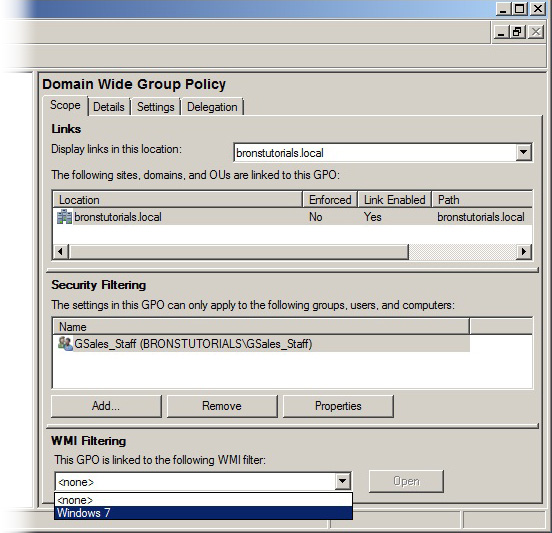 Domain Wide Group Policy
Scope Details Settings Delegation
Links
Display links in this location: bronstutorials.local
The following sites, domains, and OUs are linked to this GPO:
Location Enforced Link Enabled Path
bronstutorials.local No Yes bronstutorials.local
Security Filtering
The settings in this GPO can only apply to the following groups, users, and computers:
Name
GSales_Staff (BRONSTUTORIALS\GSales_Staff)
Add... Remove Properties
WMI Filtering
This GPO is linked to the following WMI filter:
<none> Open
<none>
Windows 7